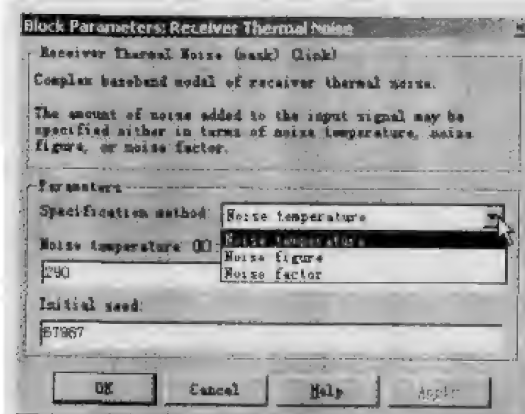 Block Parameters: Receiver Thermal Noise
Receiver Thermal Noise (mask) (link)
Complex baseband model of receiver thermal noise.
The amount of noise added to the input signal may be
specified either in terms of noise temperature, noise
figure, or noise factor.
Parameters
Specification method: Noise temperature
Noise temperature
Noise temperature (K):
Noise figure
290
Noise factor
Initial seed:
67987
OK Cancel Help Apply